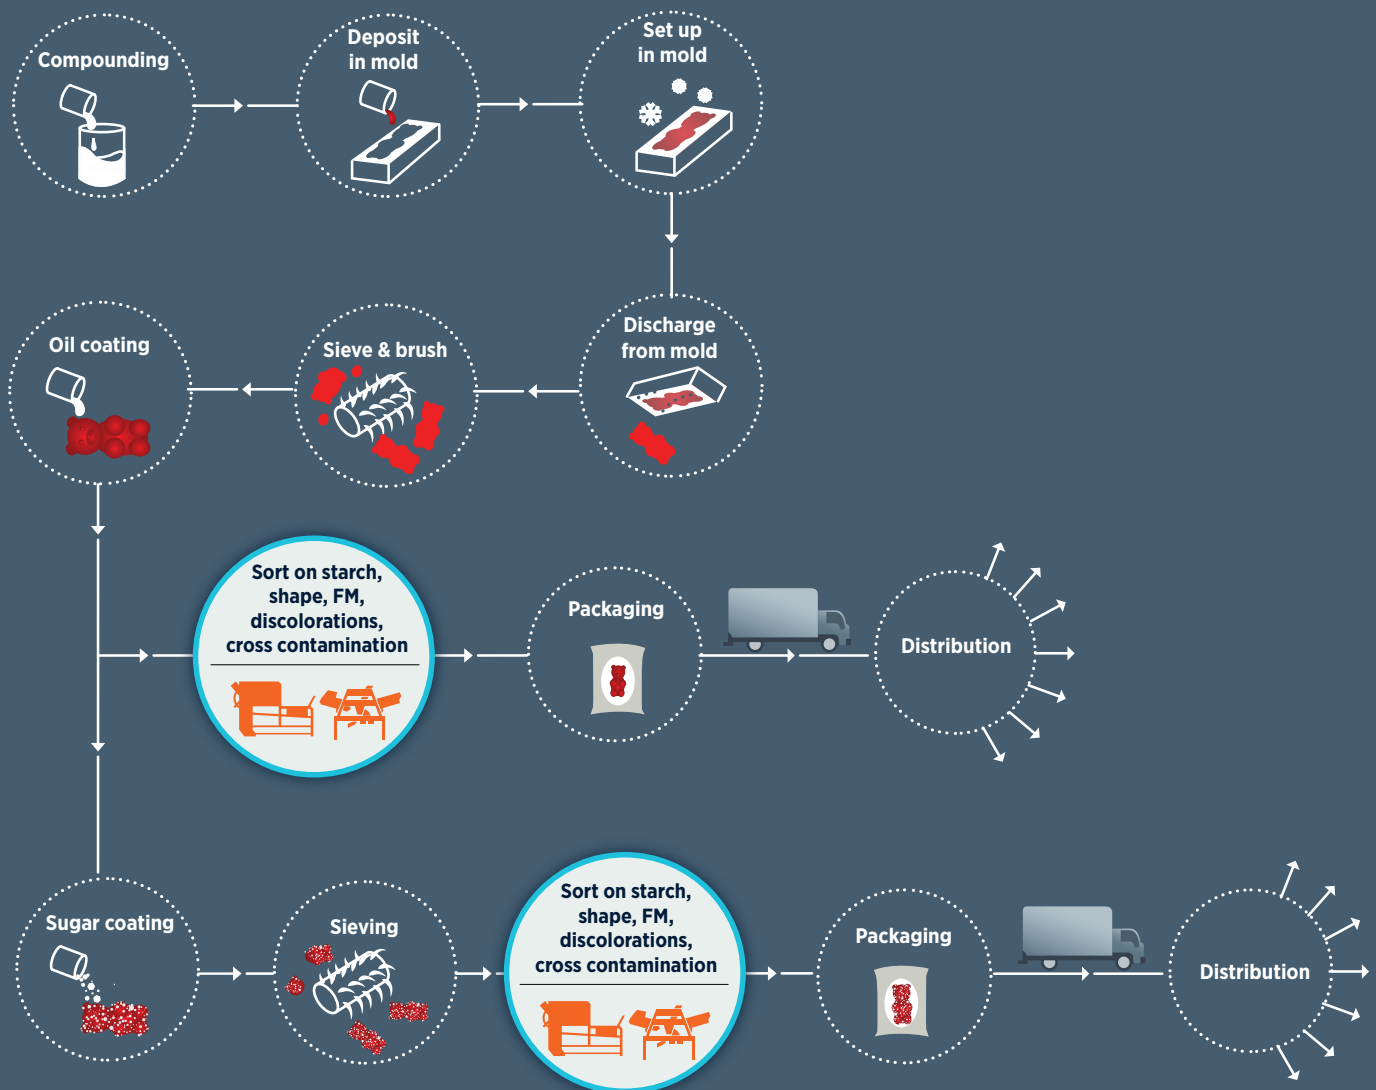 Compounding
Deposit
in mold
Set up
in mold
Discharge
from mold
Sieve & brush
Oil coating
Sort on starch,
shape, FM,
discolorations,
cross contamination
Packaging
Distribution
Sugar coating
Sieving
Sort on starch,
shape, FM,
discolorations,
cross contamination
Packaging
Distribution